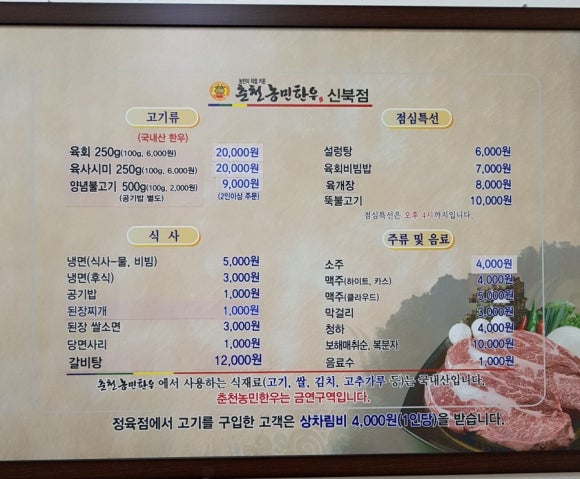 농민의 직접 키운
춘천농민한우 신북점
고기류
(국내산 한우)
육회 250g(100g, 6,000원) 20,000원
육사시미 250g(100g, 6,000원) 20,000원
양념불고기 500g(100g, 2,000원) 9,000원
(공기밥 별도) (2인이상 주문)
점심특선
설렁탕 6,000원
육회비빔밥 7,000원
육개장 8,000원
뚝불고기 10,000원
점심특선은 오후 4시까지입니다.
식 사
냉면(식사-물, 비빔) 5,000원
냉면(후식) 3,000원
공기밥 1,000원
된장찌개 1,000원
된장 쌀소면 3,000원
당면사리 1,000원
갈비탕 12,000원
주류 및 음료
소주 4,000원
맥주(하이트, 카스) 4,000원
맥주(클라우드) 5,000원
막걸리 3,000원
청하 4,000원
보해매취순, 복분자 10,000원
음료수 1,000원
춘천농민한우에서 사용하는 식재료(고기, 쌀, 김치, 고추가루 등)는 국내산입니다.
춘천농민한우는 금연구역입니다.
정육점에서 고기를 구입한 고객은 상차림비 4,000원(1인당)을 받습니다.